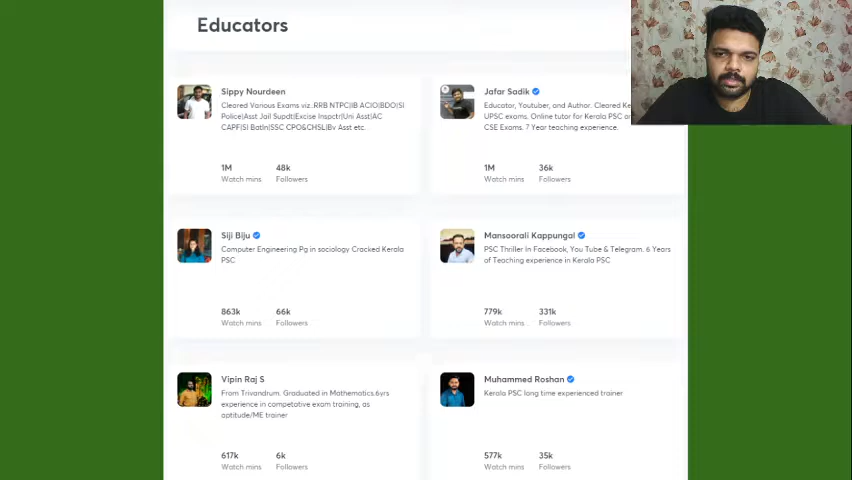 Educators
Sippy Nourdeen
Cleared Various Exams viz..RRB NTPC|IB ACIO|BDO|SI
Police|Asst Jail Supdt|Excise Inspctr|Uni Asst|AC
CAPF|SI Batln|SSC CPO&CHSL|Bv Asst etc.
1M
48k
Watch mins
Followers
Jafar Sadik
Educator, Youtuber, and Author. Cleared
UPSC exams. Online tutor for Kerala PSC
CSE Exams. 7 Year teaching experience.
1M
36k
Watch mins
Followers
Siji Biju
Computer Engineering Pg in sociology Cracked Kerala
PSC
863k
66k
Watch mins
Followers
Mansoorali Kappungal
PSC Thriller In Facebook, You Tube & Telegram. 6 Years
of Teaching experience in Kerala PSC
779k
331k
Watch mins
Followers
Vipin Raj S
From Trivandrum. Graduated in Mathematics.6yrs
experience in competative exam training, as
aptitude/ME trainer
617k
6k
Watch mins
Followers
Muhammed Roshan
Kerala PSC long time experienced trainer
577k
35k
Watch mins
Followers